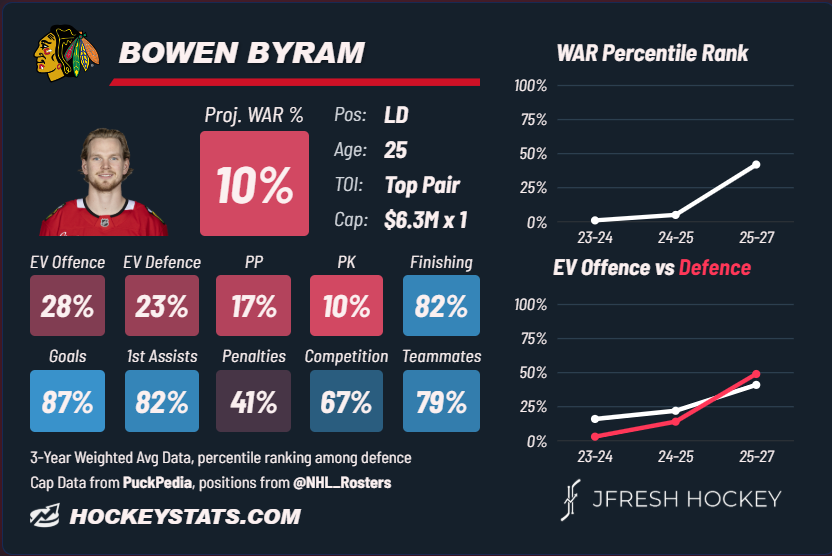 BOWEN BYRAM
Proj. WAR %
10%
Pos: LD
Age: 25
TOI: Top Pair
Cap: $6.3M x 1
EV Offence EV Defence PP PK Finishing
28% 23% 17% 10% 82%
Goals 1st Assists Penalties Competition Teammates
87% 82% 41% 67% 79%
3-Year Weighted Avg Data, percentile ranking among defence
Cap Data from PuckPedia, positions from @NHL_Rosters
HOCKEYSTATS.COM
WAR Percentile Rank
100%
75%
50%
25%
0%
23-24 24-25 25-27
EV Offence vs Defence
100%
75%
50%
25%
0%
23-24 24-25 25-27
JFRESH HOCKEY